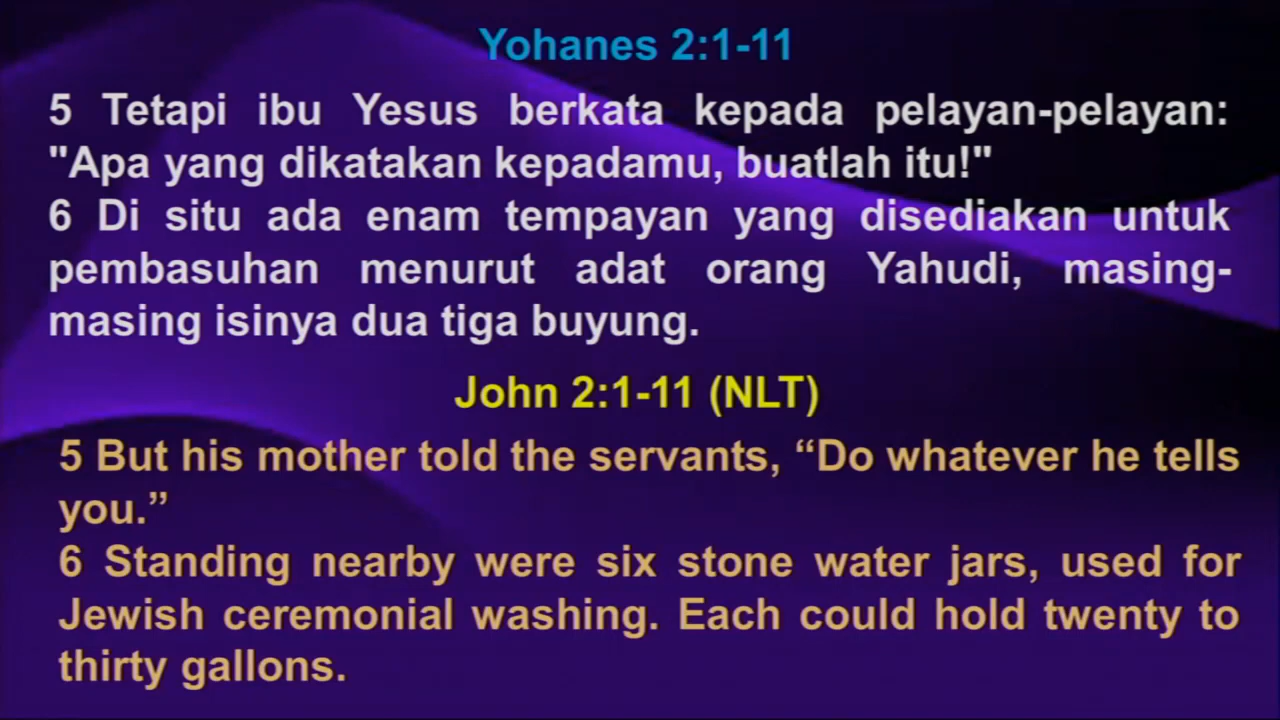 Yohanes 2:1-11
5 Tetapi ibu Yesus berkata kepada pelayan-pelayan:
"Apa yang dikatakan kepadamu, buatlah itu!"
6 Di situ ada enam tempayan yang disediakan untuk
pembasuhan menurut adat orang Yahudi, masing-
masing isinya dua tiga buyung.
John 2:1-11 (NLT)
5 But his mother told the servants, “Do whatever he tells
you.”
6 Standing nearby were six stone water jars, used for
Jewish ceremonial washing. Each could hold twenty to
thirty gallons.